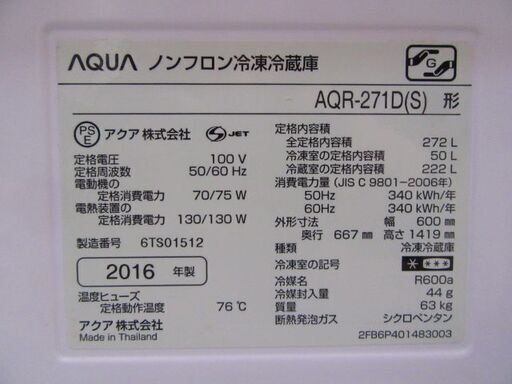 AQUA ノンフロン冷凍冷蔵庫
G
AQR-271D(S) 形
PS E アクア株式会社 S JET
定格電圧 100 V
定格周波数 50/60 Hz
電動機の
定格消費電力 70/75 W
電熱装置の
定格消費電力 130/130 W
製造番号 6TS01512
2016 年製
温度ヒューズ
定格動作温度 76℃
アクア株式会社
Made in Thailand
定格内容積
全定格内容積 272 L
冷凍室の定格内容積 50 L
冷蔵室の定格内容積 222 L
消費電力量(JIS C 9801-2006年)
50Hz 340 kWh/年
60Hz 340 kWh/年
外形寸法 幅 600 mm
奥行 667 mm 高さ 1419 mm
種類 冷凍冷蔵庫
冷凍室の記号 * ***
冷媒名 R600a
冷媒封入量 44 g
質量 63 kg
断熱発泡ガス シクロペンタン
2FB6P401483003